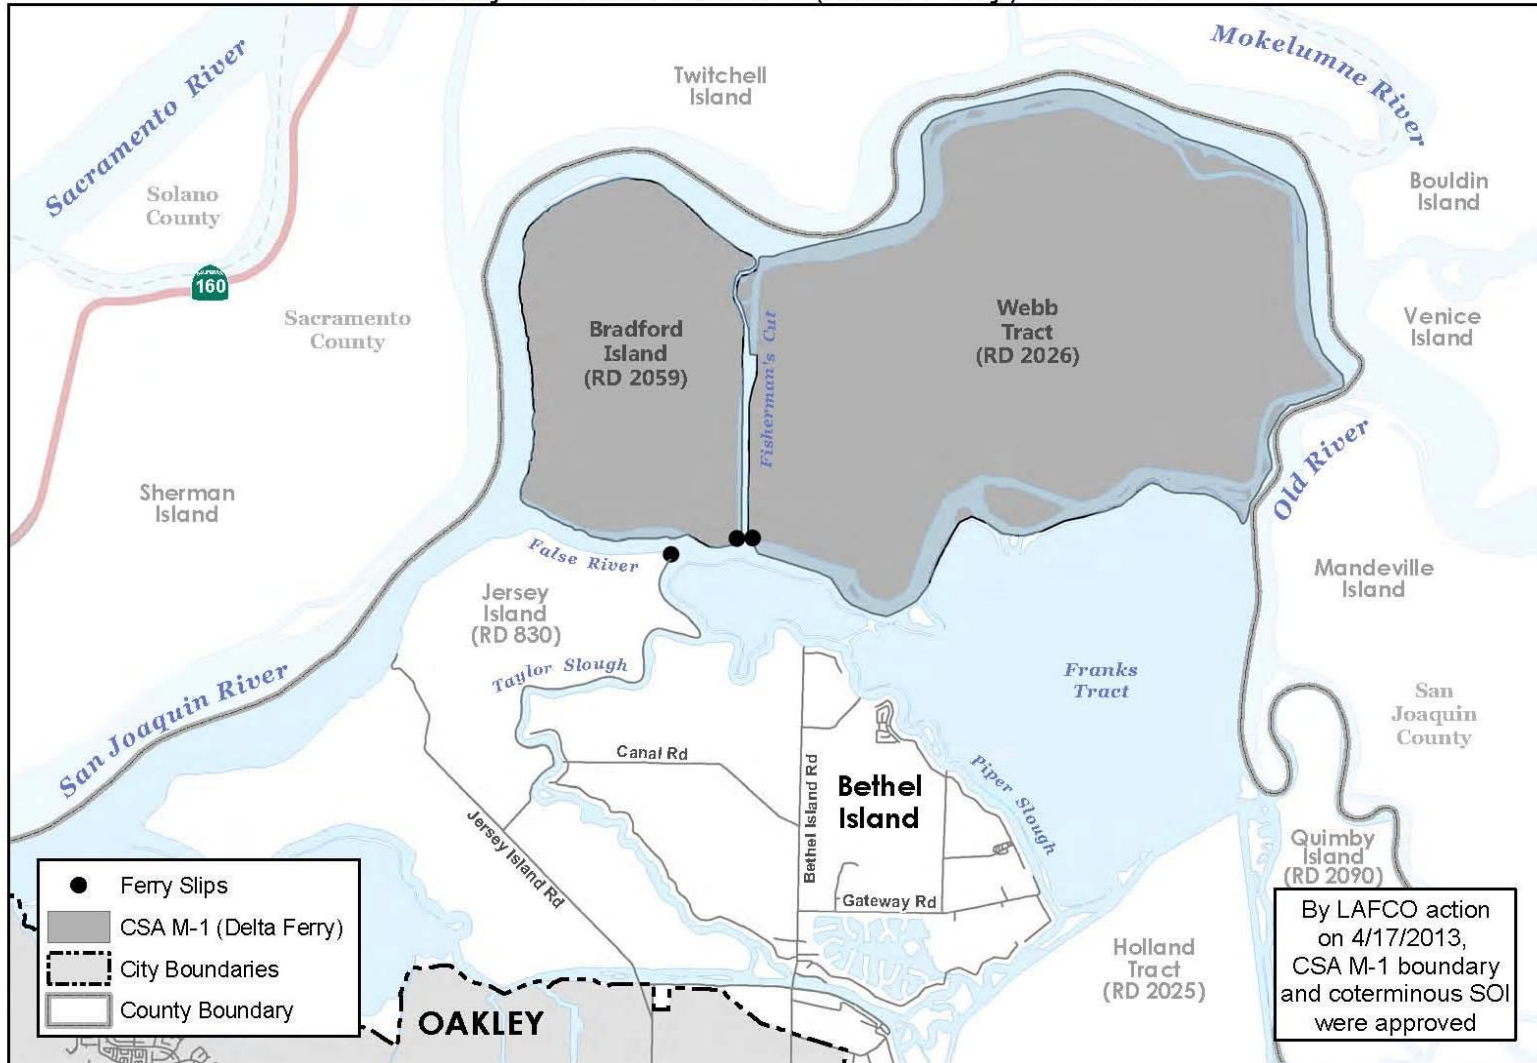 Mokelumne River
Sacramento River
Twitchell
Island
Solano
County
Bouldin
Island
160
Sacramento
County
Bradford
Island
(RD 2059)
Fisherman's Cut
Webb
Tract
(RD 2026)
Venice
Island
Sherman
Island
Old River
False River
Jersey
Island
(RD 830)
Mandeville
Island
Taylor Slough
San Joaquin River
Franks
Tract
San
Joaquin
County
Canal Rd
Bethel Island Rd
Bethel
Island
Piper Slough
Jersey Island Rd
Gateway Rd
Quimby
Island
(RD 2090)
Holland
Tract
(RD 2025)
OAKLEY
Ferry Slips
CSA M-1 (Delta Ferry)
City Boundaries
County Boundary
By LAFCO action
on 4/17/2013,
CSA M-1 boundary
and coterminous SOI
were approved